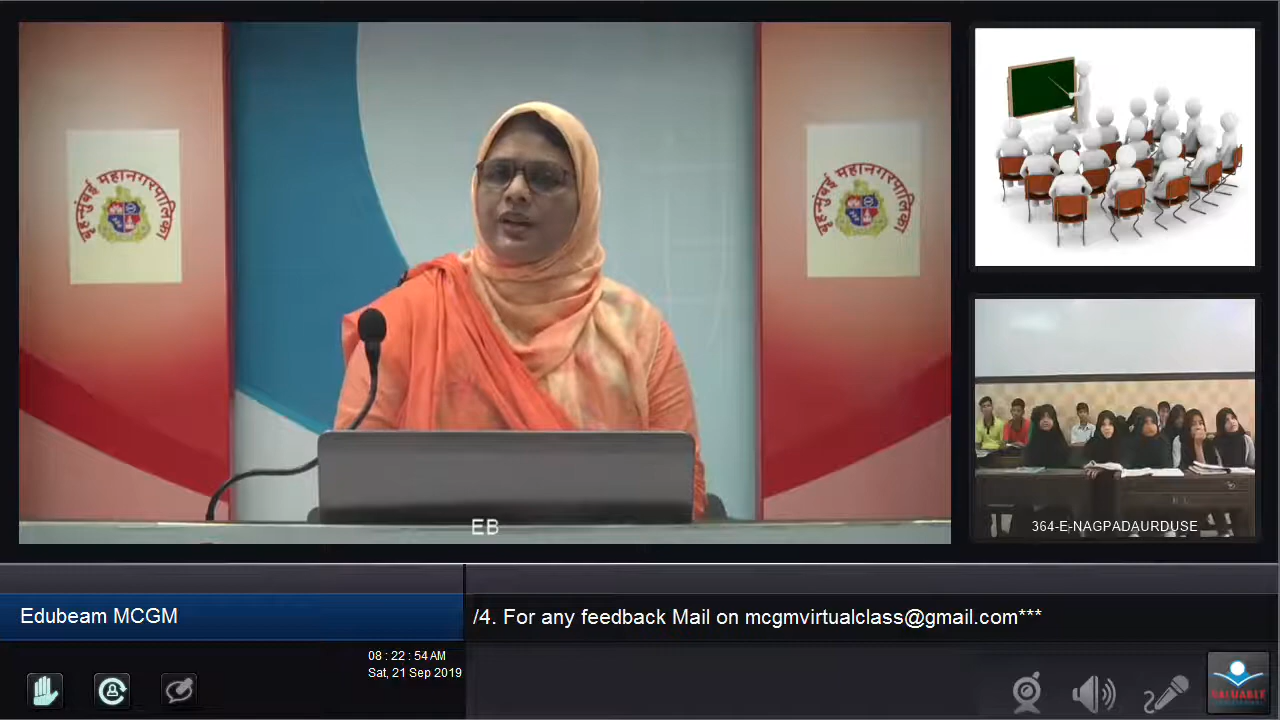 बृहन्मुंबई महानगरपालिका
बृहन्मुंबई महानगरपालिका
EB
364-E-NAGPADAURDUSE
Edubeam MCGM
/4. For any feedback Mail on mcgmvirtualclass@gmail.com***
08 : 22 : 54 AM
Sat, 21 Sep 2019
VALUABLE